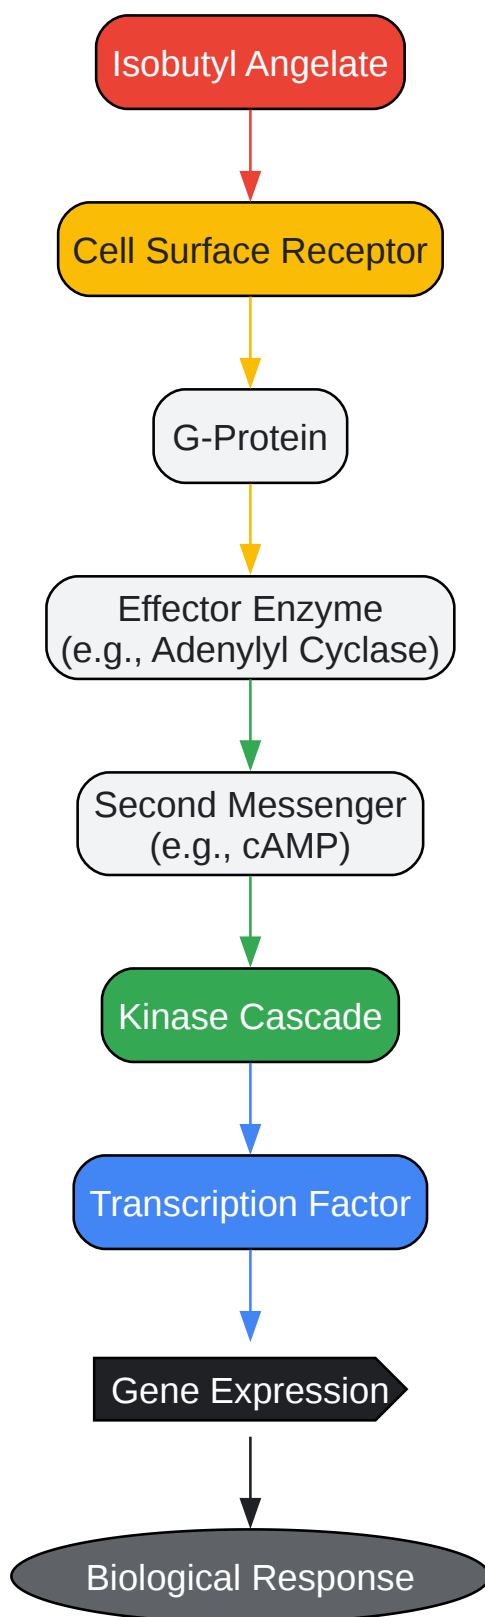 Isobutyl Angelate
Cell Surface Receptor
G-Protein
Effector Enzyme
(e.g., Adenylyl Cyclase)
Second Messenger
(e.g., cAMP)
Kinase Cascade
Transcription Factor
Gene Expression
Biological Response